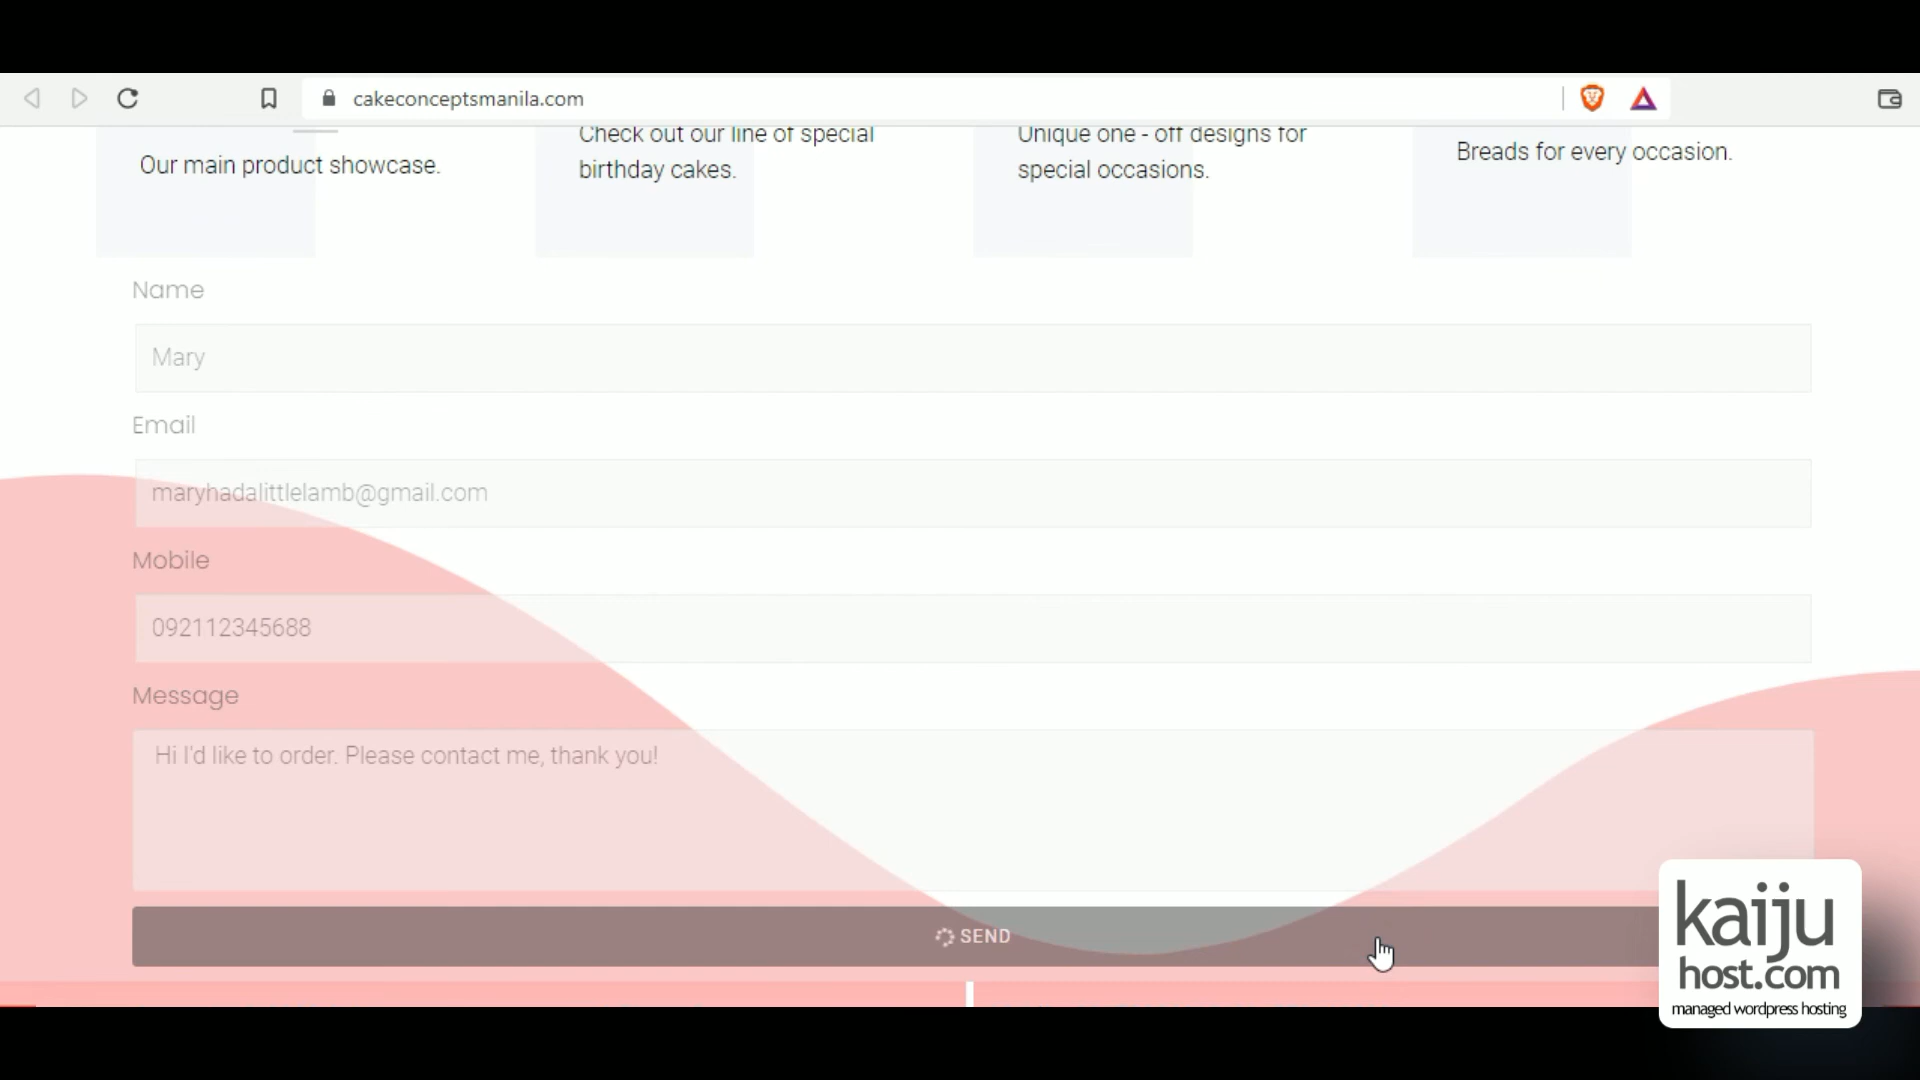 cakeconceptsmanila.com
Our main product showcase.
Check out our line of special
birthday cakes.
Unique one - off designs for
special occasions.
Breads for every occasion.
Name
Mary
Email
maryhadalittlelamb@gmail.com
Mobile
092112345688
Message
Hi I'd like to order. Please contact me, thank you!
SEND
kaiju
host.com
managed wordpress hosting